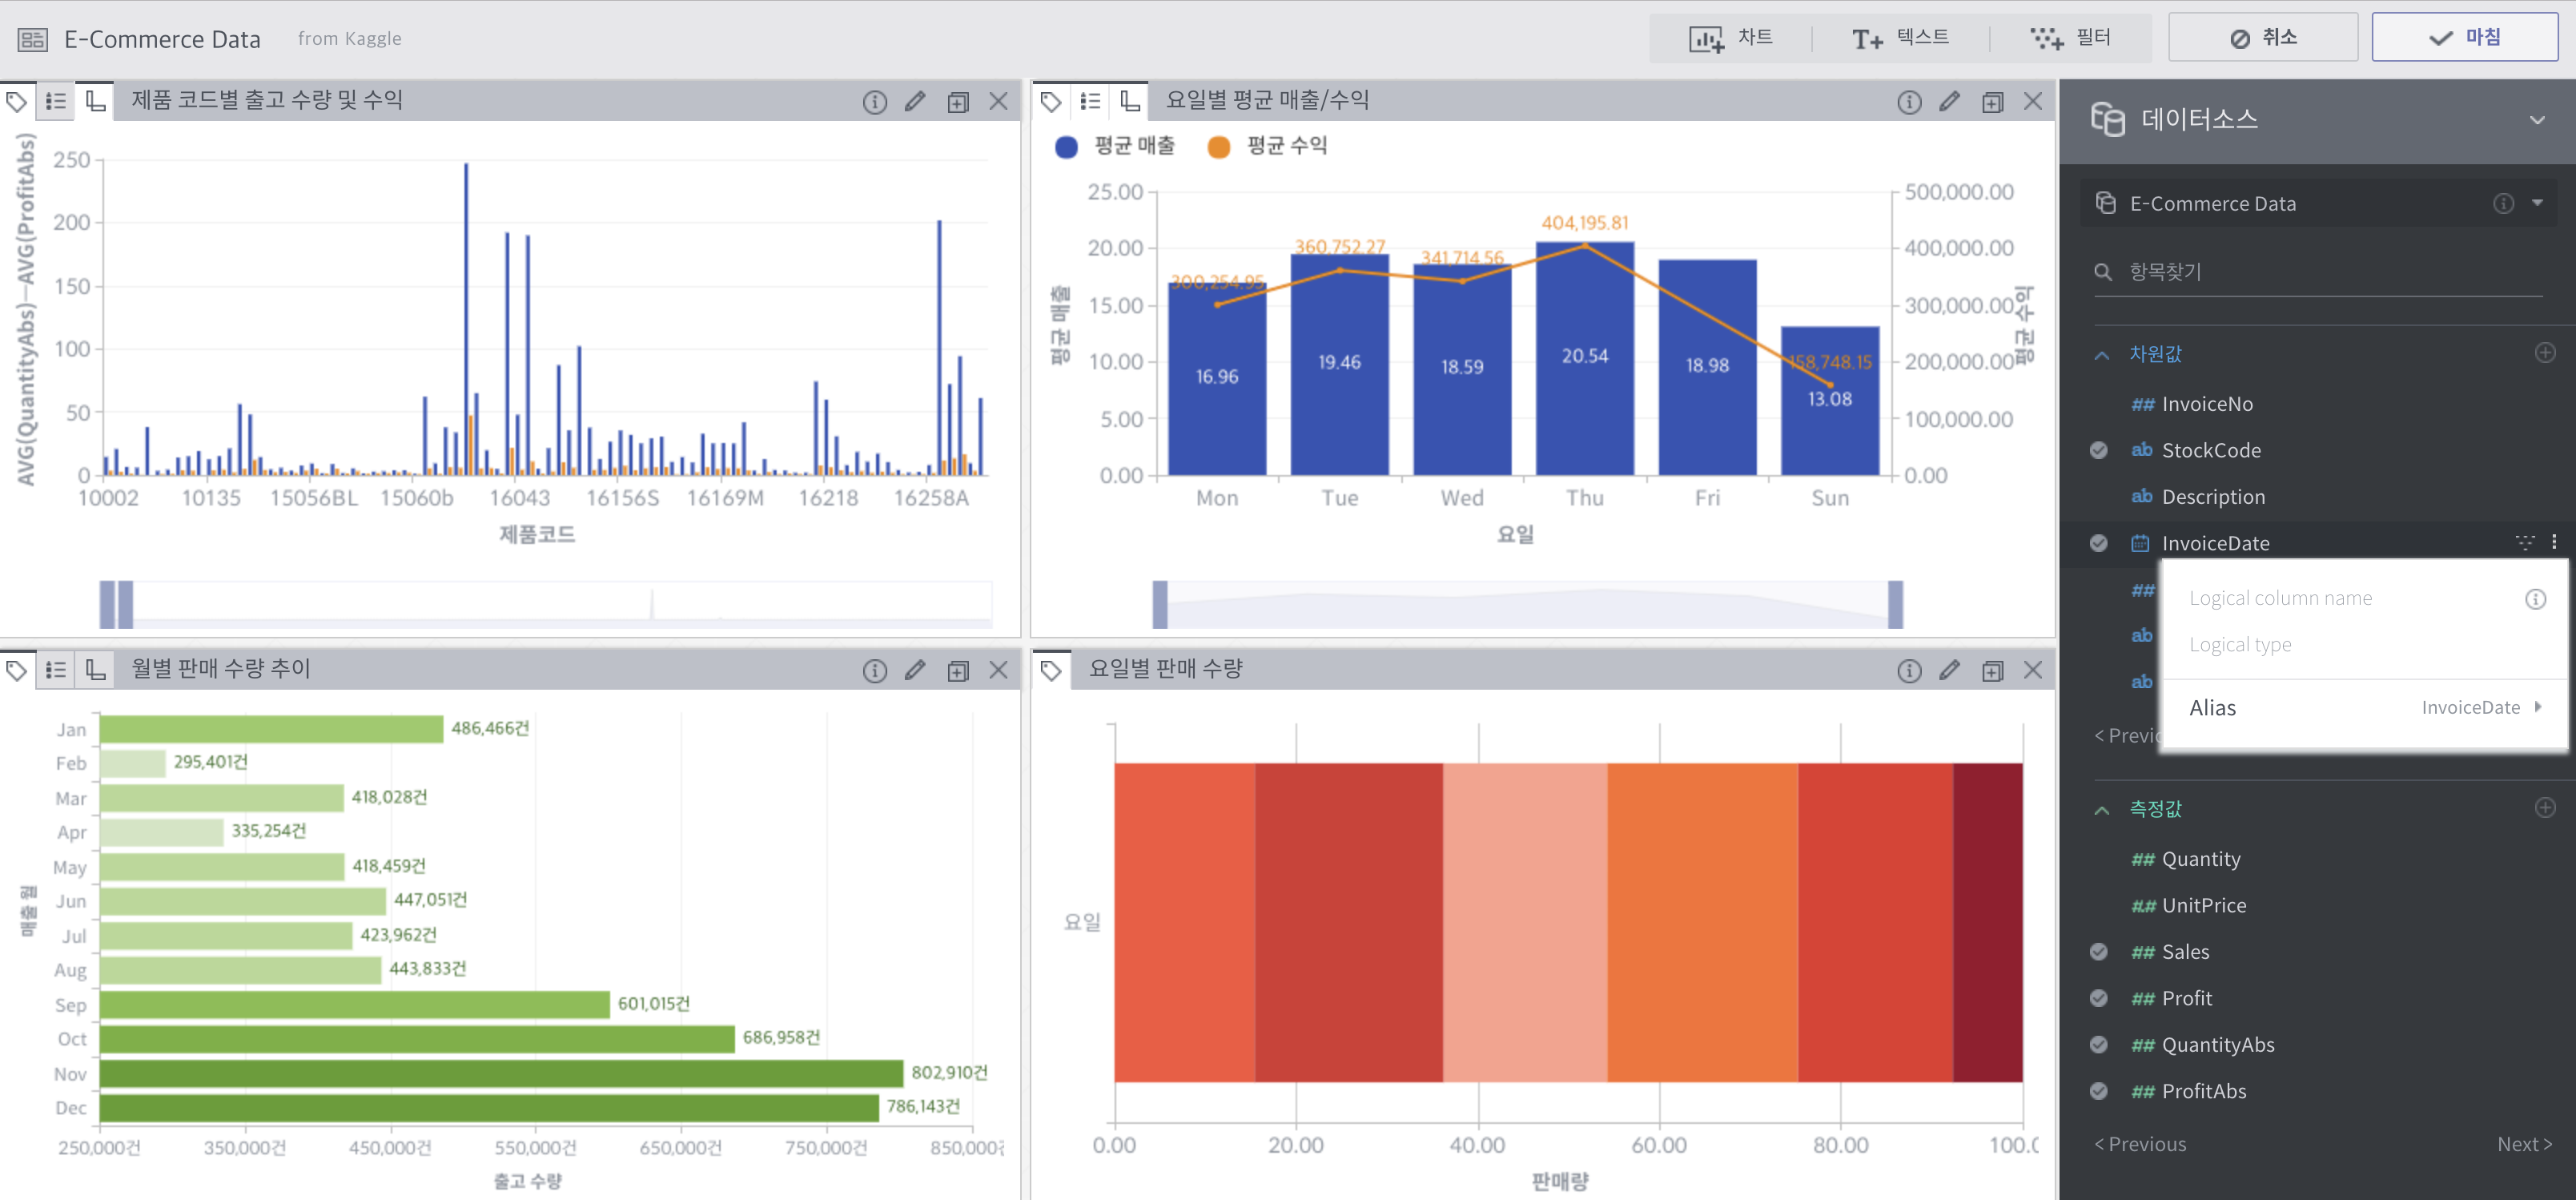 E-Commerce Data from Kaggle
차트 텍스트 필터 취소 마침
제품 코드별 출고 수량 및 수익
AVG(QuantityAbs)—AVG(ProfitAbs)
250
200
150
100
50
0
10002 10135 15056BL 15060b 16043 16156S 16169M 16218 16258A
제품코드
요일별 평균 매출/수익
평균 매출 평균 수익
평균 매출
25.00
20.00
15.00
10.00
5.00
0.00
300,254.95 360,752.27 341,714.56 404,195.81 158,748.15
16.96 19.46 18.59 20.54 18.98 13.08
500,000.00
400,000.00
300,000.00
200,000.00
100,000.00
0.00
평균 수익
Mon Tue Wed Thu Fri Sun
요일
월별 판매 수량 추이
매출 월
Jan 486,466건
Feb 295,401건
Mar 418,028건
Apr 335,254건
May 418,459건
Jun 447,051건
Jul 423,962건
Aug 443,833건
Sep 601,015건
Oct 686,958건
Nov 802,910건
Dec 786,143건
250,000건 350,000건 450,000건 550,000건 650,000건 750,000건 850,000
출고 수량
요일별 판매 수량
요일
0.00 20.00 40.00 60.00 80.00 100.0
판매량
데이터소스
E-Commerce Data
항목찾기
차원값
## InvoiceNo
ab StockCode
ab Description
InvoiceDate
##
ab
ab
Logical column name
Logical type
Alias InvoiceDate
< Previo
측정값
## Quantity
## UnitPrice
## Sales
## Profit
## QuantityAbs
## ProfitAbs
< Previous Next >